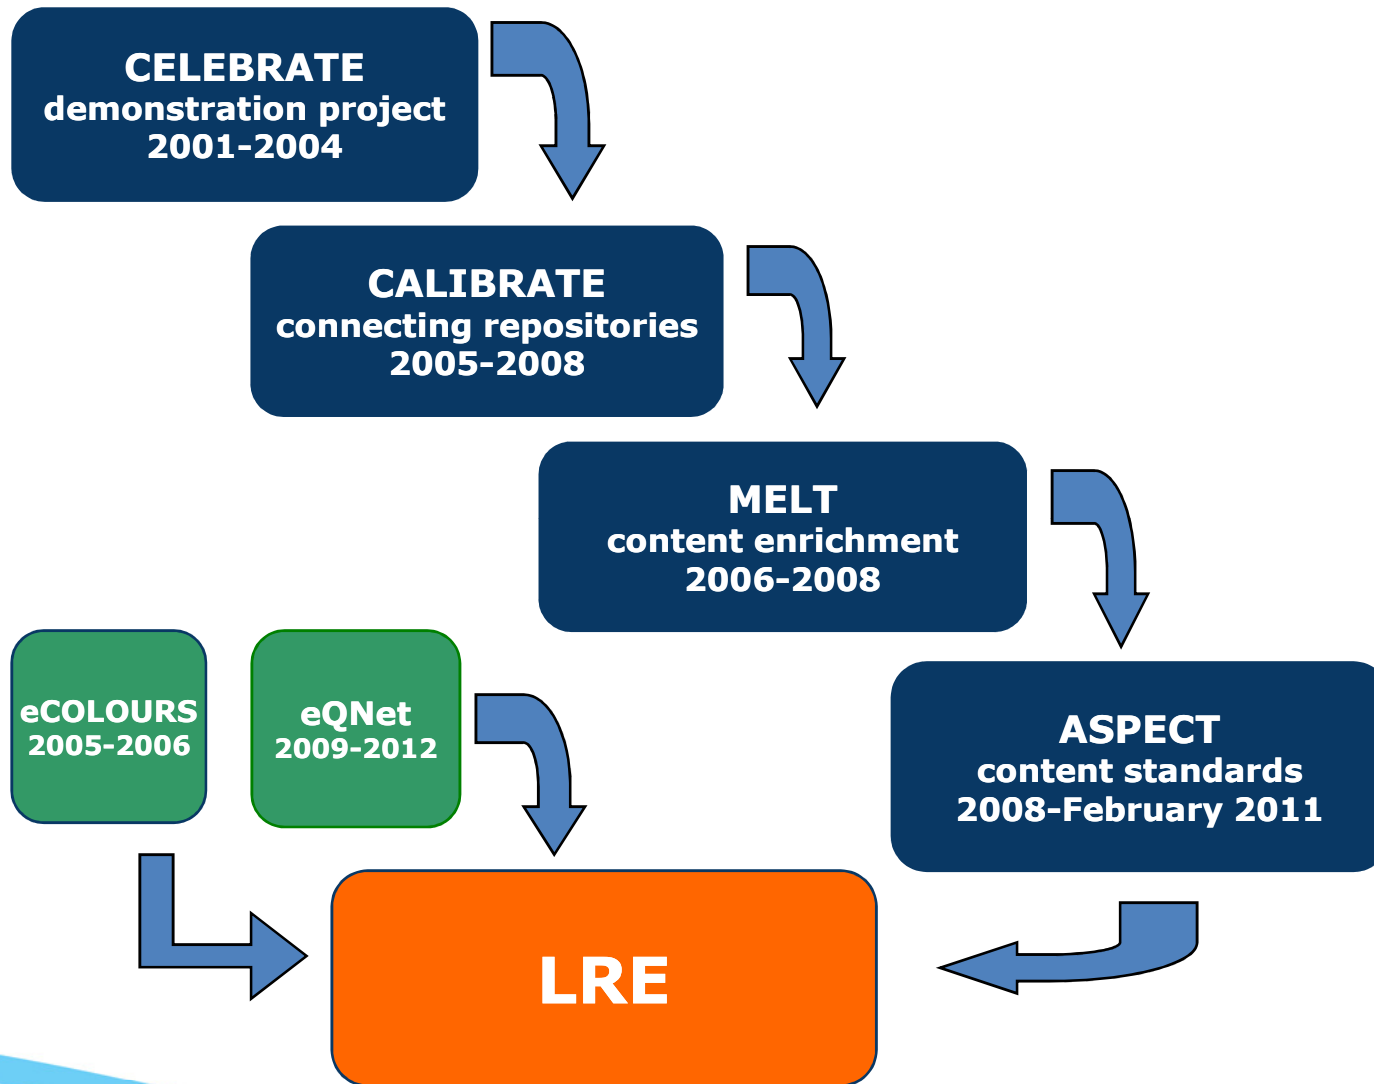 CELEBRATE
demonstration project
2001-2004
CALIBRATE
connecting repositories
2005-2008
MELT
content enrichment
2006-2008
eCOLOURS
2005-2006
eQNet
2009-2012
ASPECT
content standards
2008-February 2011
LRE